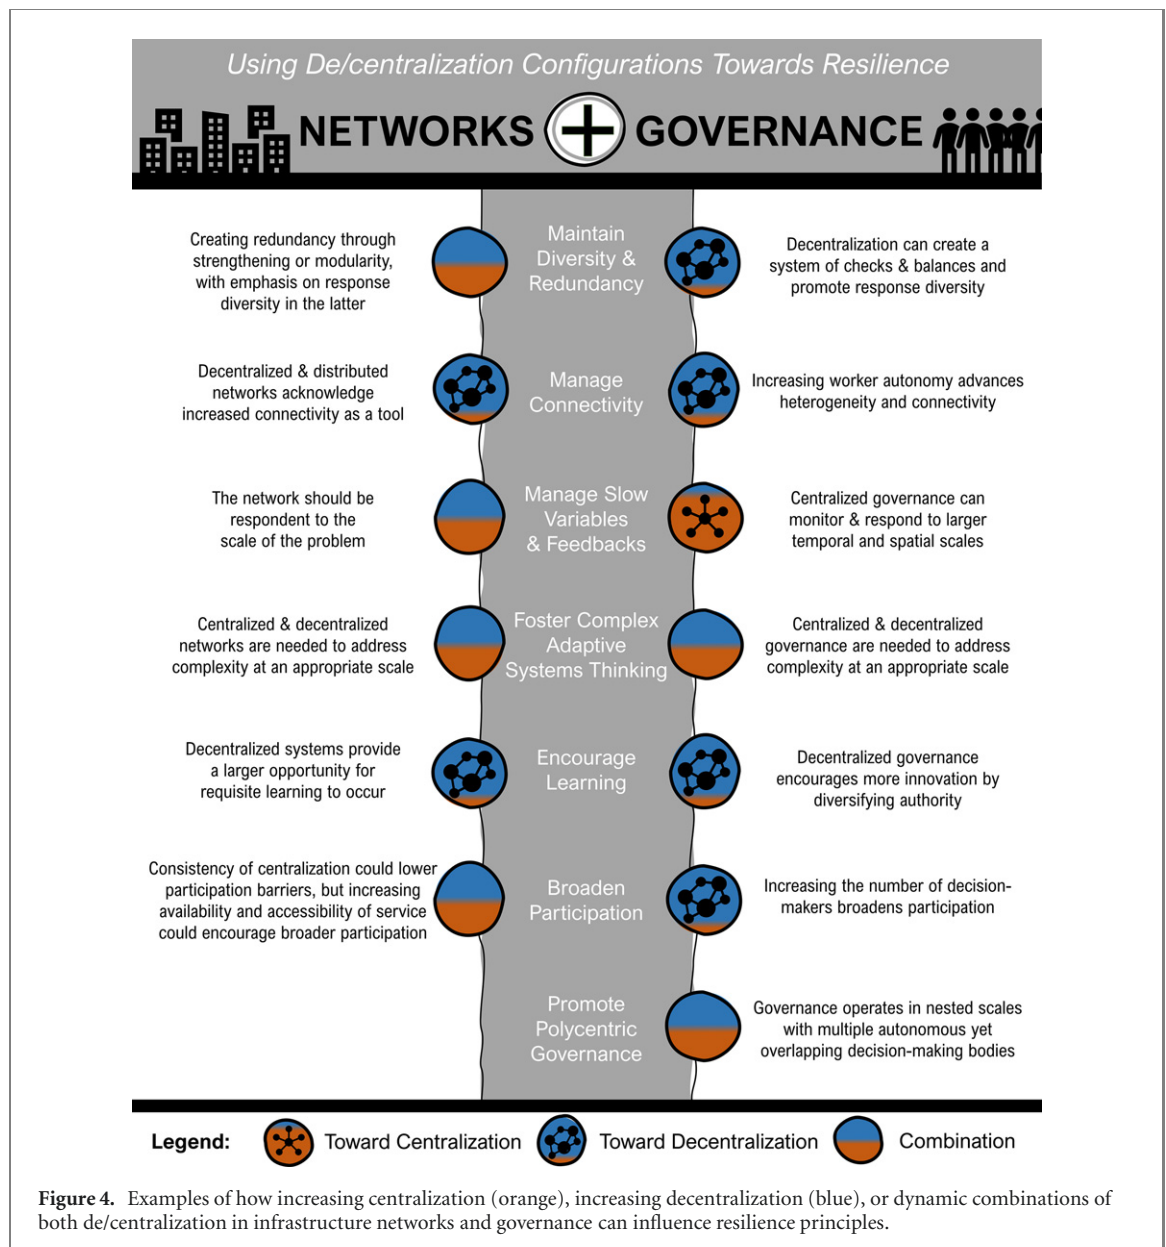 Using De/centralization Configurations Towards Resilience
NETWORKS + GOVERNANCE
Creating redundancy through
strengthening or modularity,
with emphasis on response
diversity in the latter
Maintain
Diversity &
Redundancy
Decentralization can create a
system of checks & balances and
promote response diversity
Decentralized & distributed
networks acknowledge
increased connectivity as a tool
Manage
Connectivity
Increasing worker autonomy advances
heterogeneity and connectivity
The network should be
respondent to the
scale of the problem
Manage Slow
Variables
& Feedbacks
Centralized governance can
monitor & respond to larger
temporal and spatial scales
Centralized & decentralized
networks are needed to address
complexity at an appropriate scale
Foster Complex
Adaptive
Systems Thinking
Centralized & decentralized
governance are needed to address
complexity at an appropriate scale
Decentralized systems provide
a larger opportunity for
requisite learning to occur
Encourage
Learning
Decentralized governance
encourages more innovation by
diversifying authority
Consistency of centralization could lower
participation barriers, but increasing
availability and accessibility of service
could encourage broader participation
Broaden
Participation
Increasing the number of decision-
makers broadens participation
Promote
Polycentric
Governance
Governance operates in nested scales
with multiple autonomous yet
overlapping decision-making bodies
Legend: Toward Centralization Toward Decentralization Combination
Figure 4. Examples of how increasing centralization (orange), increasing decentralization (blue), or dynamic combinations of
both de/centralization in infrastructure networks and governance can influence resilience principles.